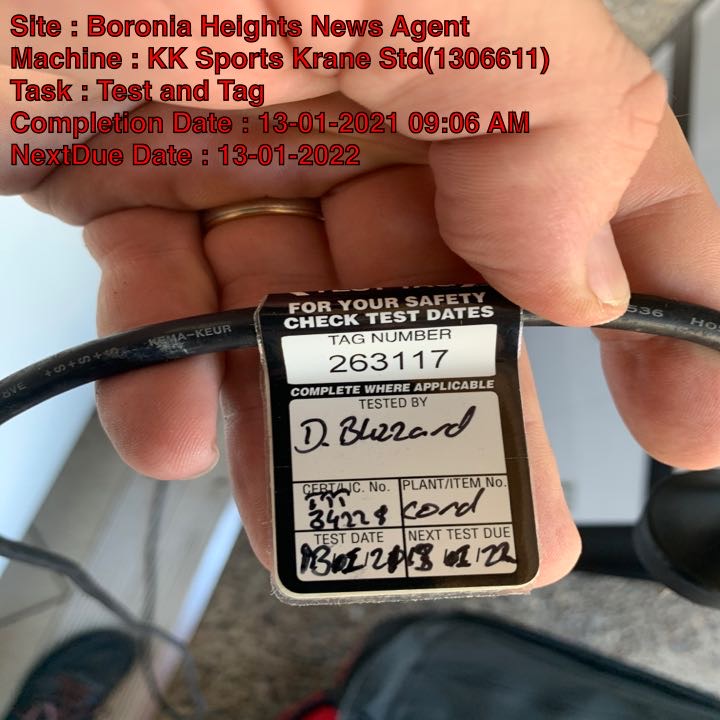 Site : Boronia Heights News Agent
Machine : KK Sports Krane Std(1306611)
Task : Test and Tag
Completion Date : 13-01-2021 09:06 AM
NextDue Date : 13-01-2022
KEMA-KEUR
536 HO
FOR YOUR SAFETY
CHECK TEST DATES
TAG NUMBER
263117
COMPLETE WHERE APPLICABLE
TESTED BY
D. Blizzard
CERT/LIC. No. PLANT/ITEM No.
34228 cord
TEST DATE NEXT TEST DUE